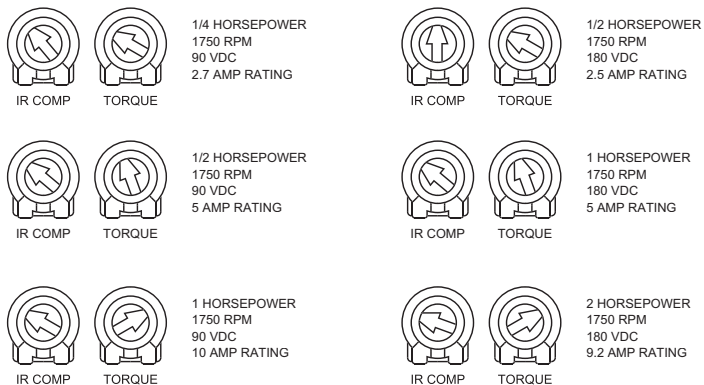 1/4 HORSEPOWER
1750 RPM
90 VDC
2.7 AMP RATING
IR COMP TORQUE
1/2 HORSEPOWER
1750 RPM
180 VDC
2.5 AMP RATING
IR COMP TORQUE
1/2 HORSEPOWER
1750 RPM
90 VDC
5 AMP RATING
IR COMP TORQUE
1 HORSEPOWER
1750 RPM
180 VDC
5 AMP RATING
IR COMP TORQUE
1 HORSEPOWER
1750 RPM
90 VDC
10 AMP RATING
IR COMP TORQUE
2 HORSEPOWER
1750 RPM
180 VDC
9.2 AMP RATING
IR COMP TORQUE